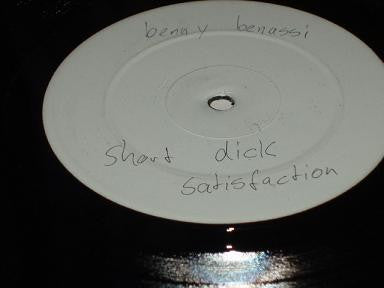 benny benassi
short dick
satisfaction